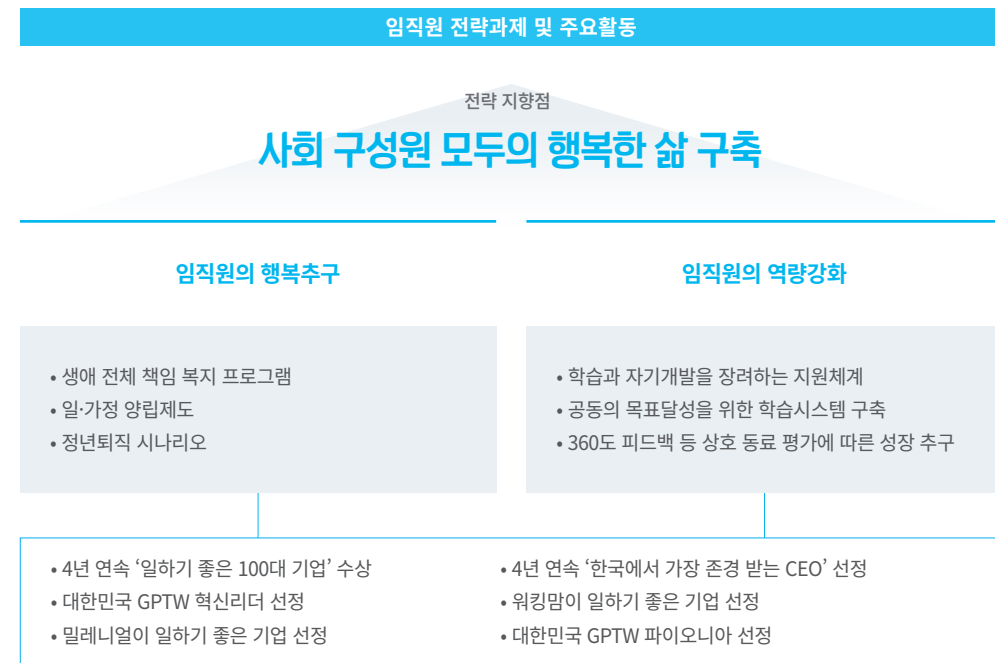 임직원 전략과제 및 주요활동
전략 지향점
사회 구성원 모두의 행복한 삶 구축
임직원의 행복추구
• 생애 전체 책임 복지 프로그램
• 일·가정 양립제도
• 정년퇴직 시나리오
임직원의 역량강화
• 학습과 자기개발을 장려하는 지원체계
• 공동의 목표달성을 위한 학습시스템 구축
• 360도 피드백 등 상호 동료 평가에 따른 성장 추구
• 4년 연속 ‘일하기 좋은 100대 기업’ 수상
• 대한민국 GPTW 혁신리더 선정
• 밀레니얼이 일하기 좋은 기업 선정
• 4년 연속 ‘한국에서 가장 존경 받는 CEO’ 선정
• 워킹맘이 일하기 좋은 기업 선정
• 대한민국 GPTW 파이오니아 선정